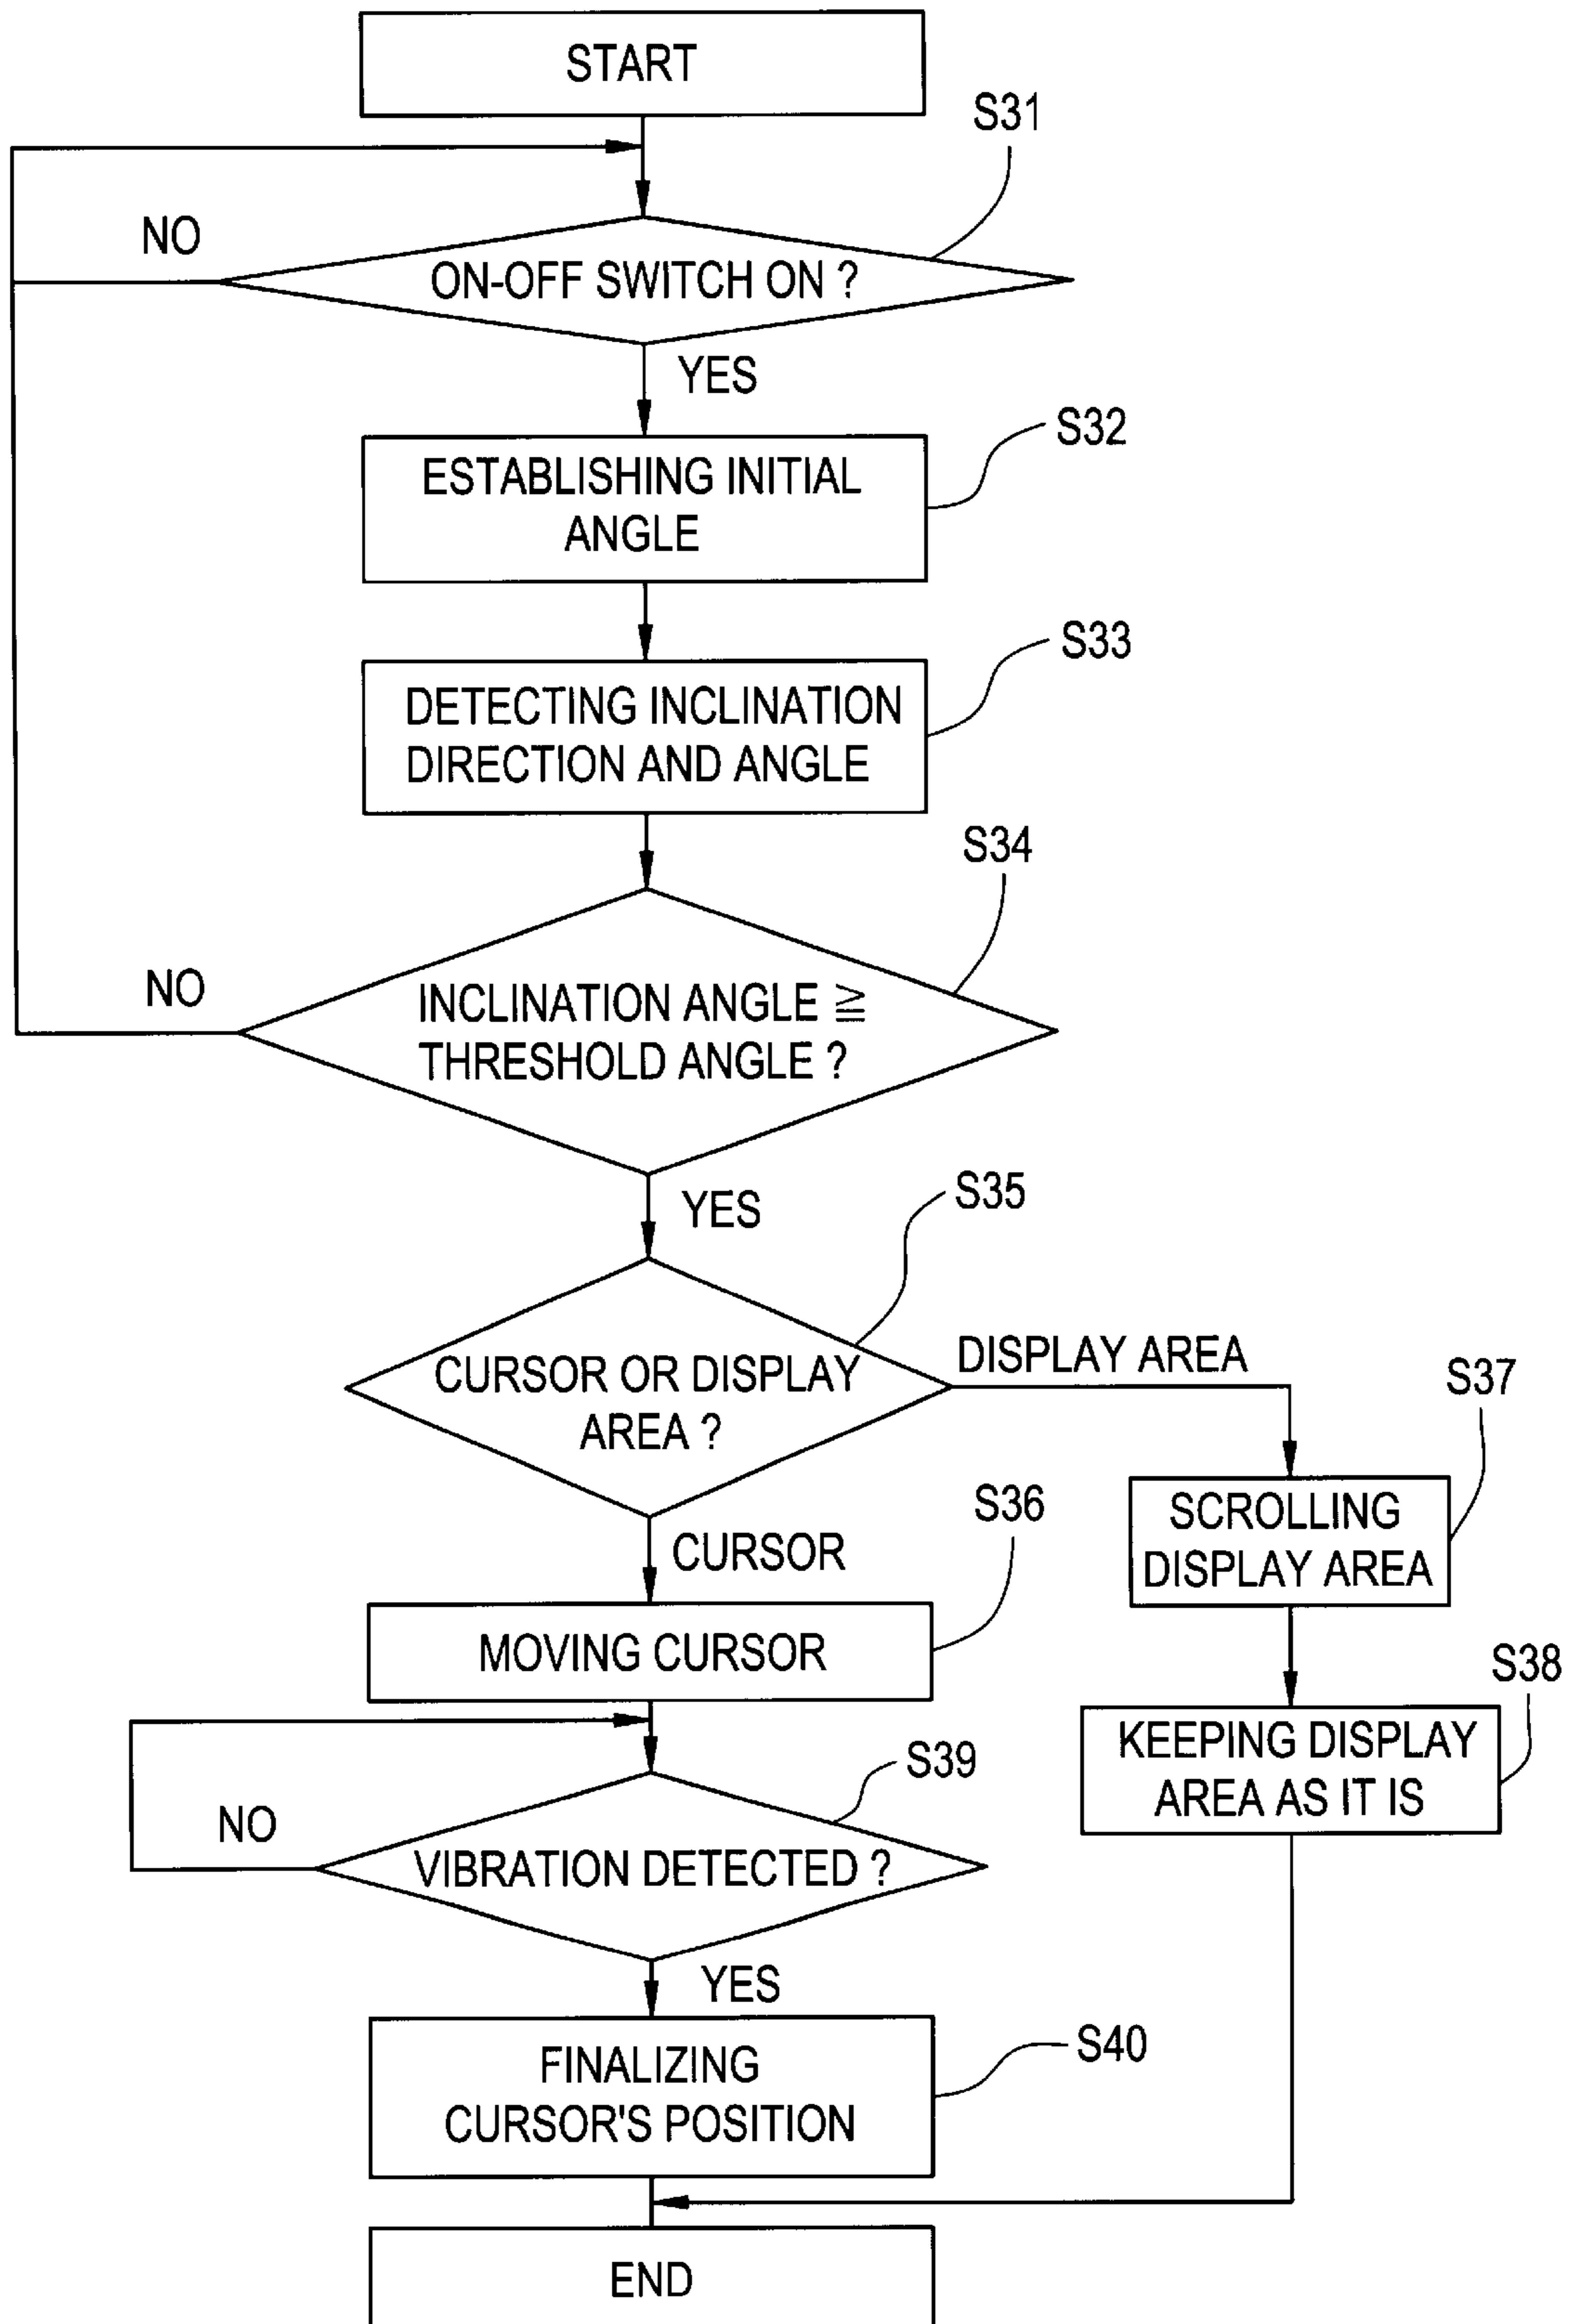 START
S31
NO
ON-OFF SWITCH ON ?
YES
S32
ESTABLISHING INITIAL
ANGLE
S33
DETECTING INCLINATION
DIRECTION AND ANGLE
S34
NO
INCLINATION ANGLE ≧
THRESHOLD ANGLE ?
YES
S35
CURSOR OR DISPLAY
AREA ?
DISPLAY AREA
S37
SCROLLING
DISPLAY AREA
CURSOR
S36
MOVING CURSOR
S38
KEEPING DISPLAY
AREA AS IT IS
S39
NO
VIBRATION DETECTED ?
YES
S40
FINALIZING
CURSOR'S POSITION
END